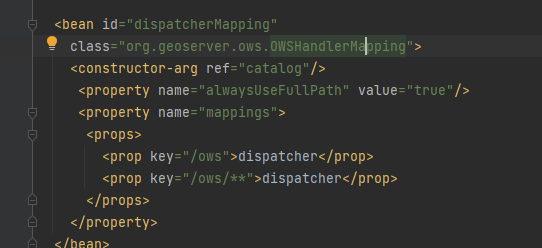 <bean id="dispatcherMapping"
class="org.geoserver.ows.OWSHandlerMapping">
<constructor-arg ref="catalog"/>
<property name="alwaysUseFullPath" value="true"/>
<property name="mappings">
<props>
<prop key="/ows">dispatcher</prop>
<prop key="/ows/**">dispatcher</prop>
</props>
</property>
</bean>